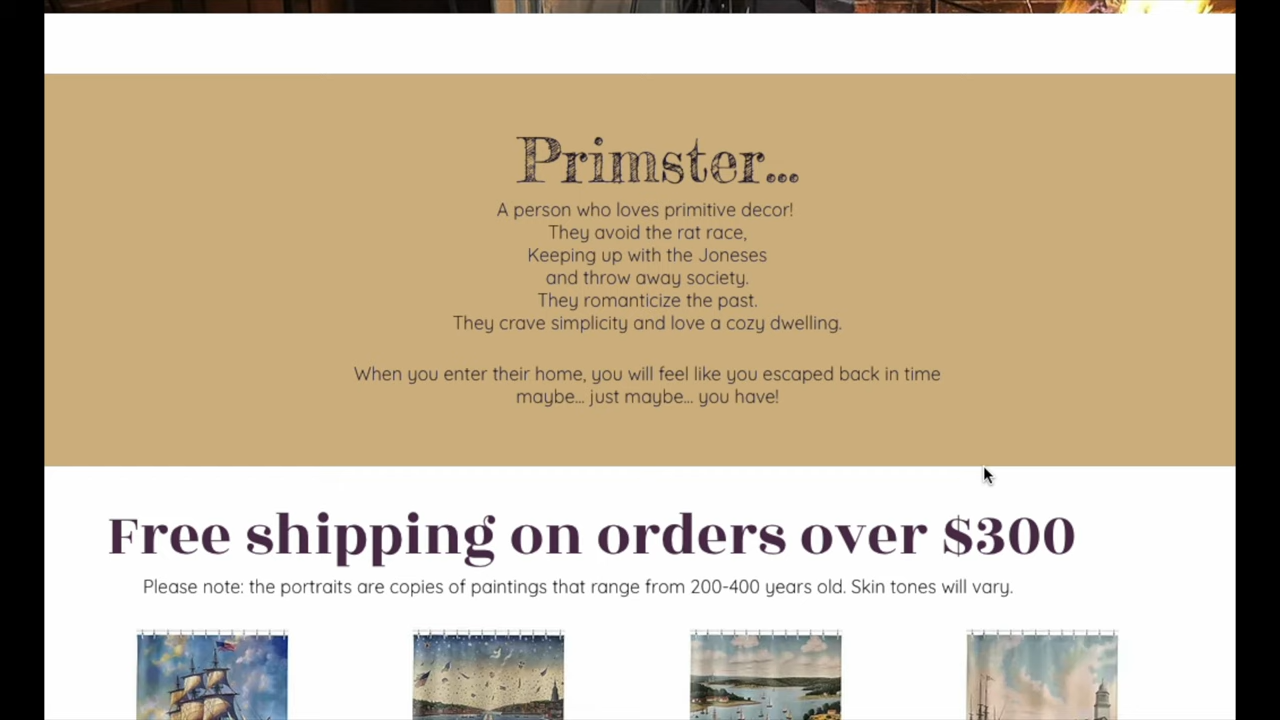 Primster...
A person who loves primitive decor!
They avoid the rat race,
Keeping up with the Joneses
and throw away society.
They romanticize the past.
They crave simplicity and love a cozy dwelling.
When you enter their home, you will feel like you escaped back in time
maybe... just maybe... you have!
Free shipping on orders over $300
Please note: the portraits are copies of paintings that range from 200-400 years old. Skin tones will vary.